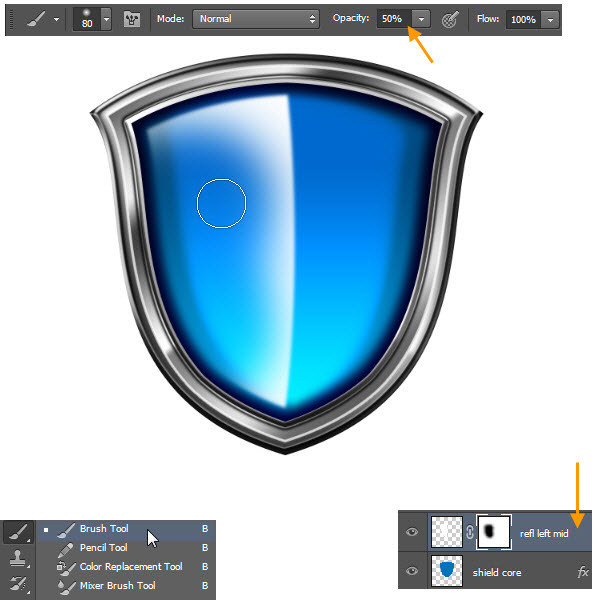 80 Mode: Normal Opacity: 50% Flow: 100%
Brush Tool B
Pencil Tool B
Color Replacement Tool B
Mixer Brush Tool B
refl left mid
shield core fx